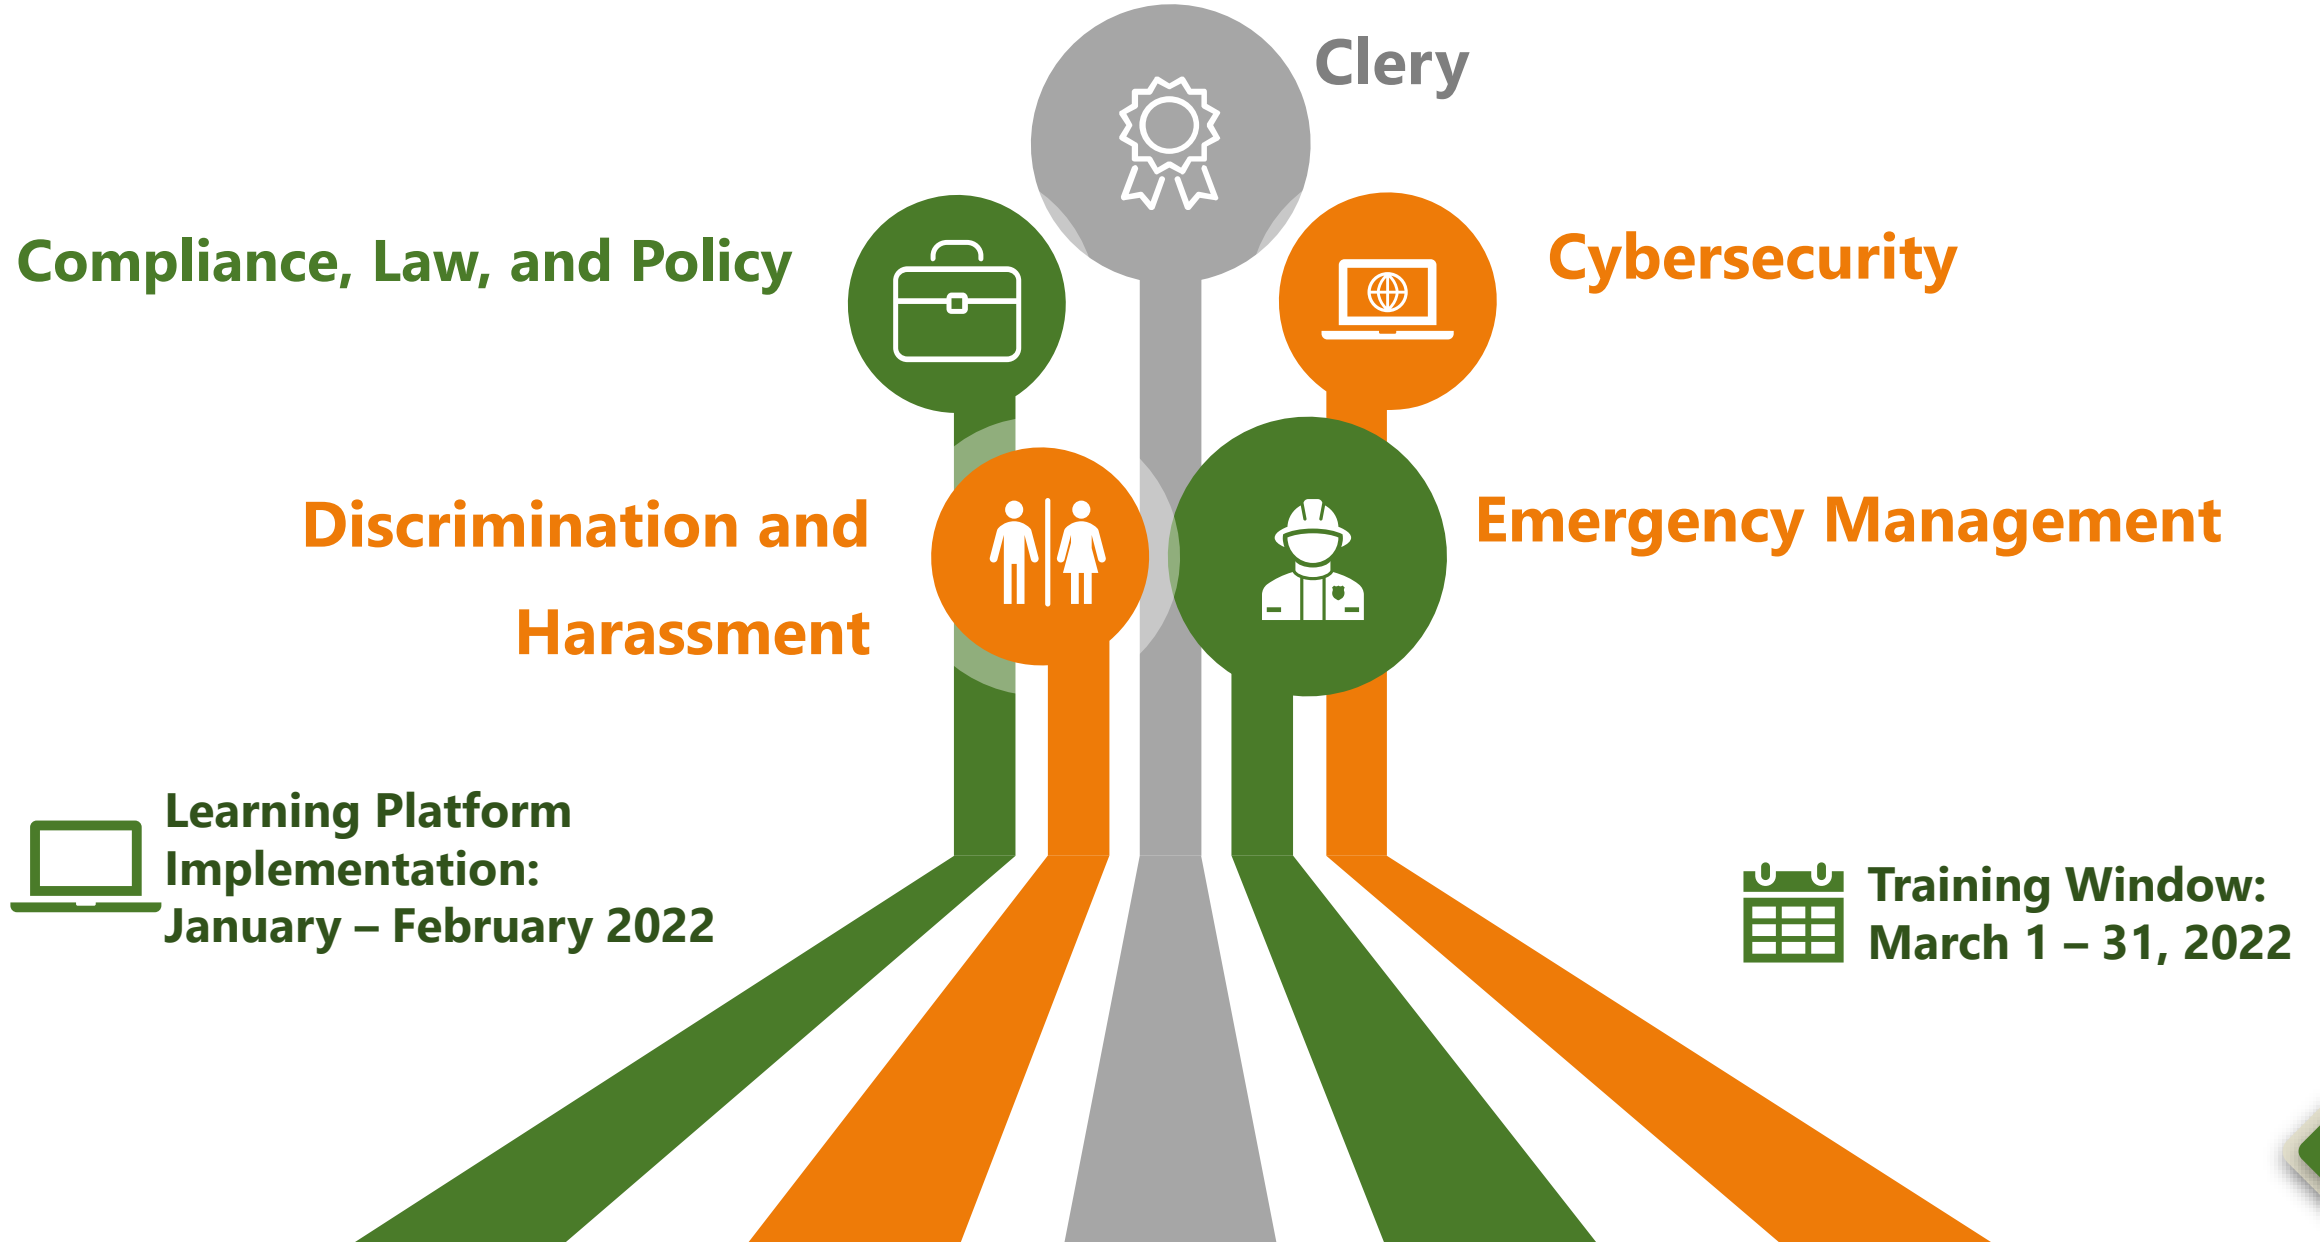 Clery
Compliance, Law, and Policy
Cybersecurity
Discrimination and
Harassment
Emergency Management
Learning Platform
Implementation:
January – February 2022
Training Window:
March 1 – 31, 2022